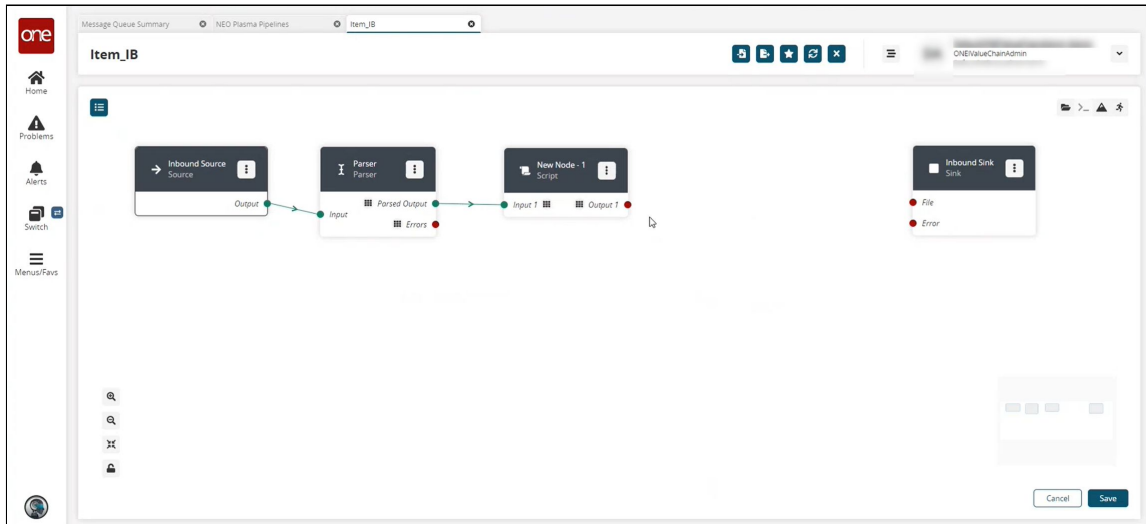 one
Message Queue Summary
NEO Plasma Pipelines
Item_IB
Item_IB
ONEIValueChainAdmin
Home
Problems
Alerts
Switch
Menus/Favs
Inbound Source
Source
Output
Parser
Parser
Parsed Output
Input
Errors
New Node - 1
Script
Input 1
Output 1
Inbound Sink
Sink
File
Error
Cancel
Save